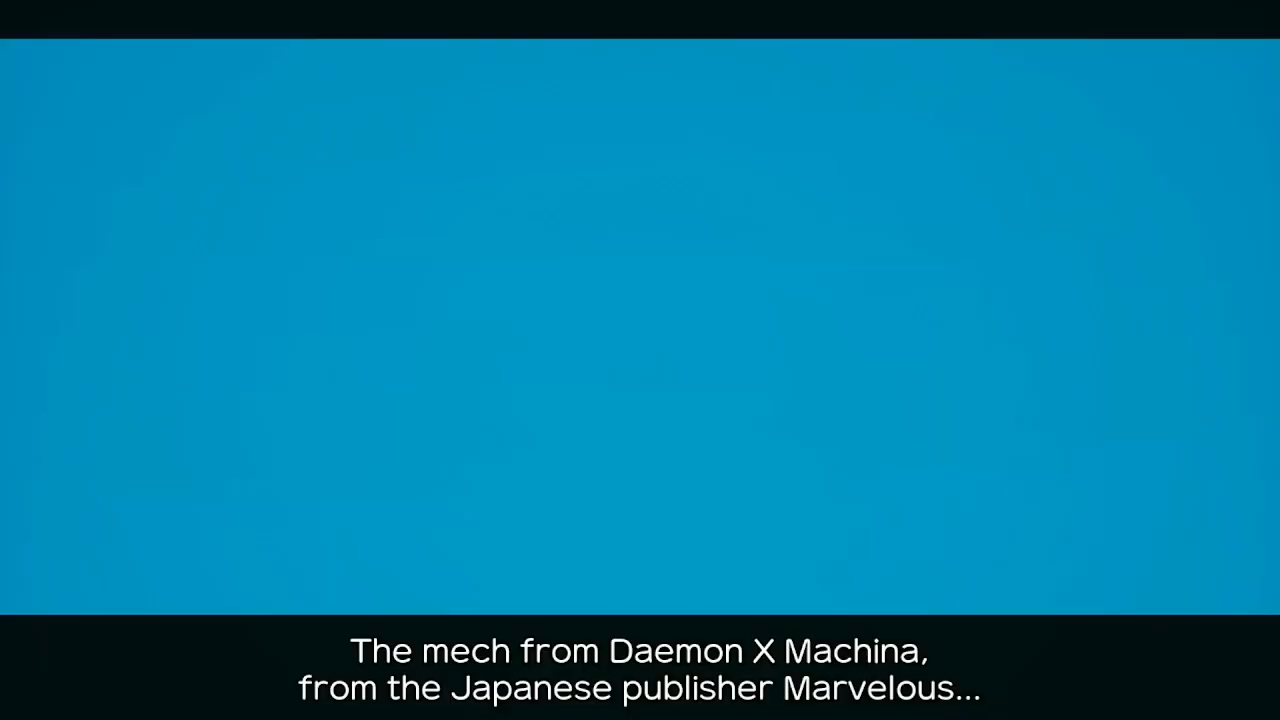 The mech from Daemon X Machina,
from the Japanese publisher Marvelous...